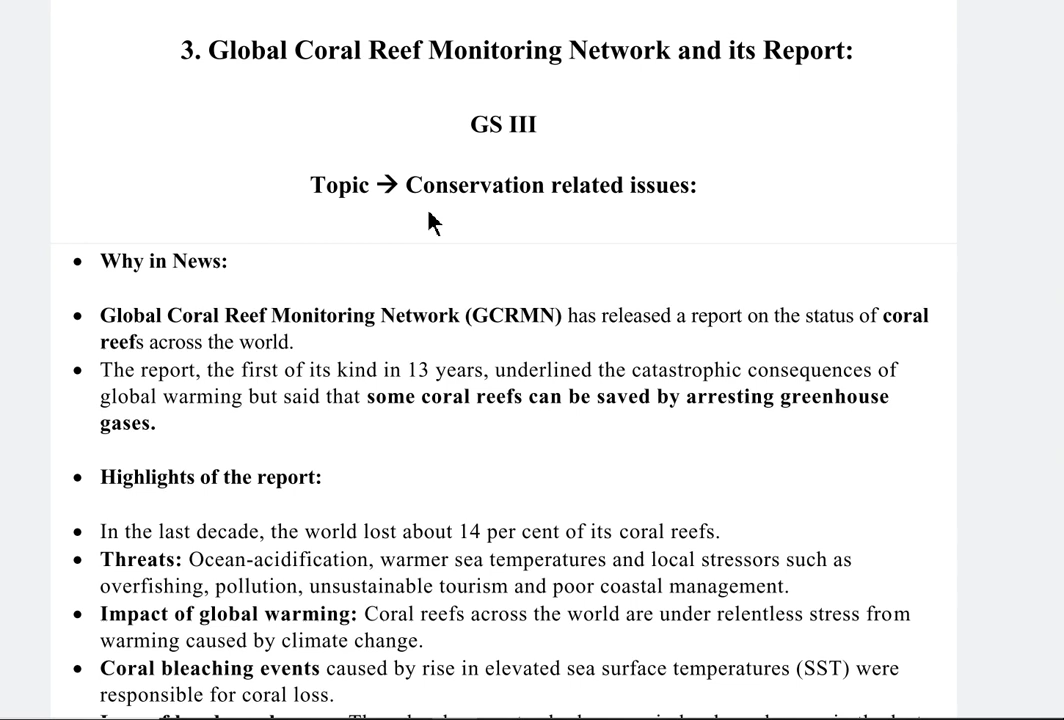 3. Global Coral Reef Monitoring Network and its Report:
GS III
Topic → Conservation related issues:
• Why in News:
• Global Coral Reef Monitoring Network (GCRMN) has released a report on the status of coral
reefs across the world.
• The report, the first of its kind in 13 years, underlined the catastrophic consequences of
global warming but said that some coral reefs can be saved by arresting greenhouse
gases.
• Highlights of the report:
• In the last decade, the world lost about 14 per cent of its coral reefs.
• Threats: Ocean-acidification, warmer sea temperatures and local stressors such as
overfishing, pollution, unsustainable tourism and poor coastal management.
• Impact of global warming: Coral reefs across the world are under relentless stress from
warming caused by climate change.
• Coral bleaching events caused by rise in elevated sea surface temperatures (SST) were
responsible for coral loss.